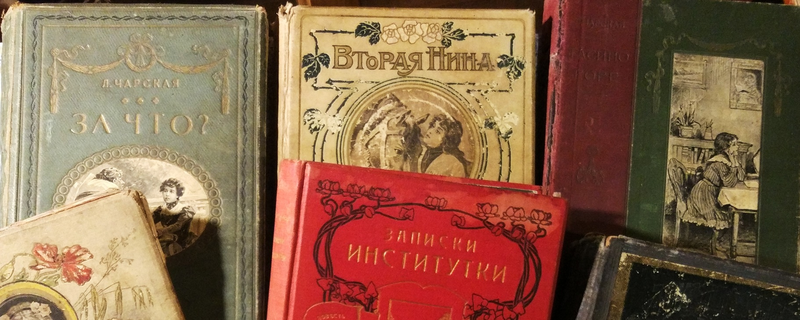 Л. ЧАРСКАЯ
ЗА ЧТО?
ВТОРАЯ НИНА
ЗАПИСКИ
ИНСТИТУТКИ